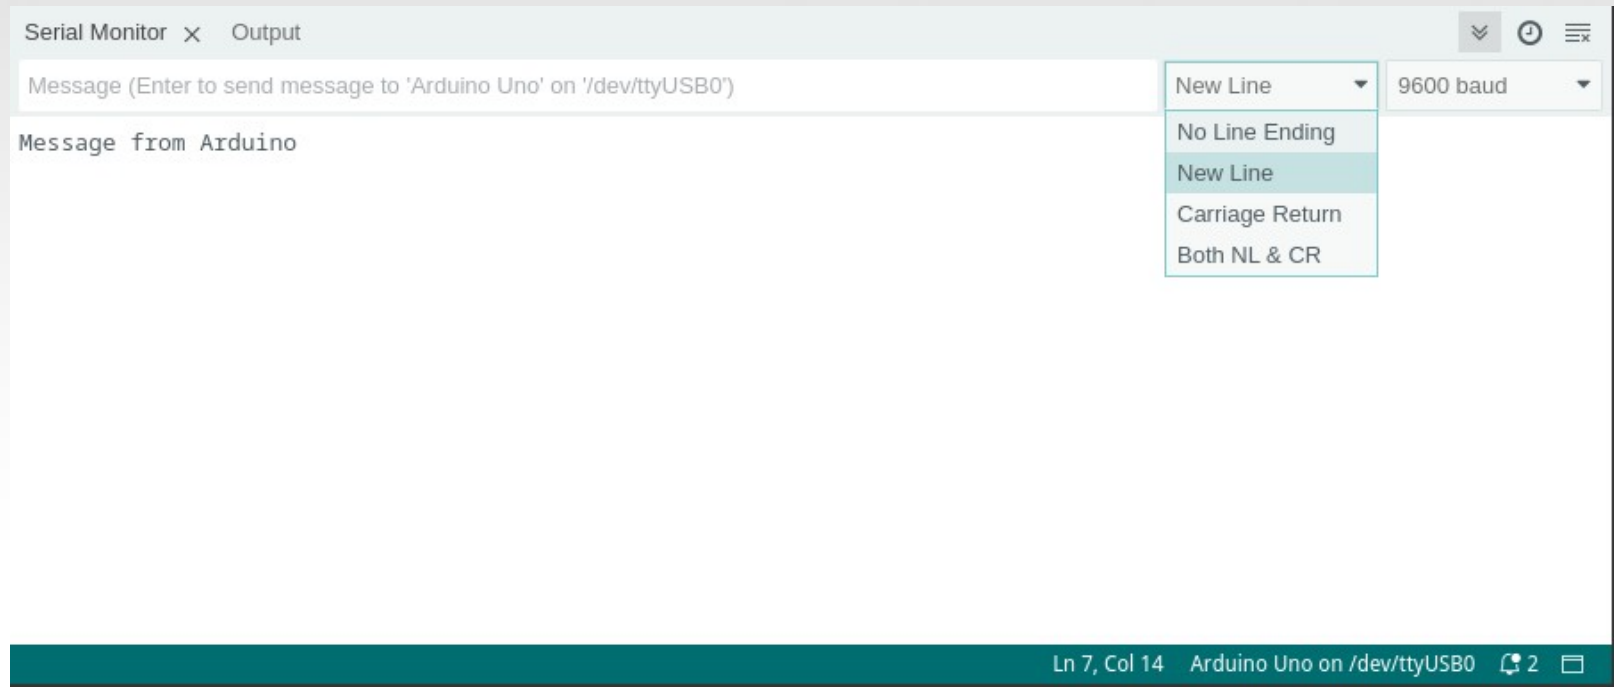 Serial Monitor Output
Message (Enter to send message to 'Arduino Uno' on '/dev/ttyUSB0') New Line 9600 baud
Message from Arduino
No Line Ending
New Line
Carriage Return
Both NL & CR
Ln 7, Col 14 Arduino Uno on /dev/ttyUSB0 2